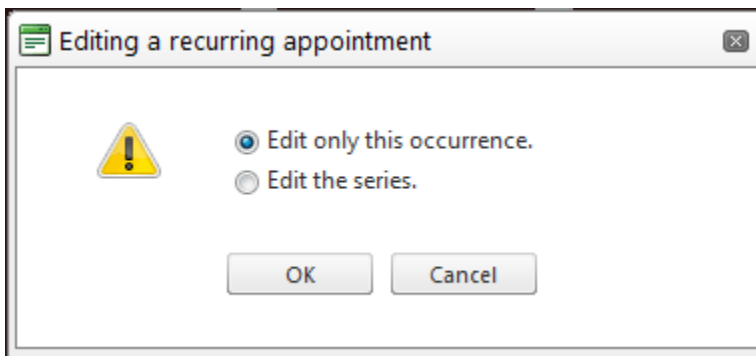 Editing a recurring appointment
Edit only this occurrence.
Edit the series.
OK
Cancel